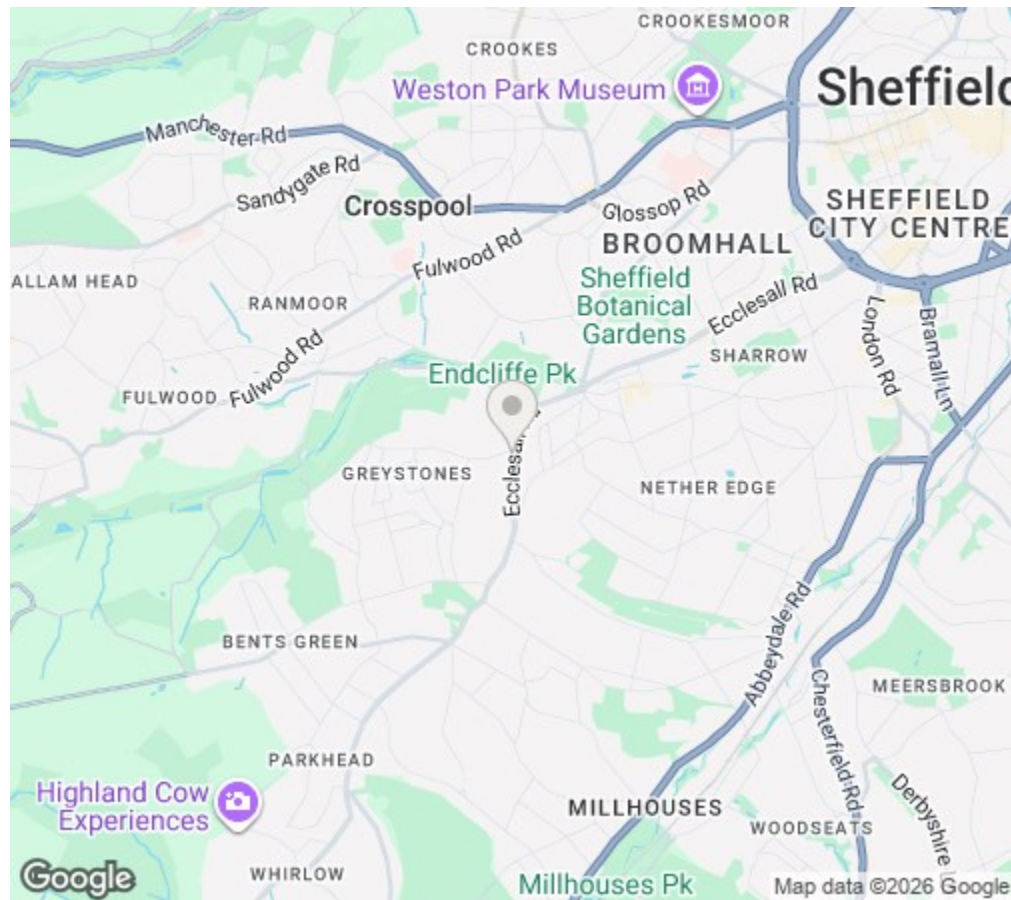 CROOKESMOOR
CROOKES
Weston Park Museum
Sheffield
Manchester Rd
Sandygate Rd
Crosspool
Glossop Rd
SHEFFIELD
CITY CENTRE
Fulwood Rd
BROOMHALL
ALLAM HEAD
RANMOOR
Sheffield
Botanical
Gardens
Ecclesall Rd
London Rd
Bramall Ln
SHARROW
Fulwood Rd
Endcliffe Pk
FULWOOD
Ecclesall Rd
GREYSTONES
NETHER EDGE
BENTS GREEN
Abbeydale Rd
MEERSBROOK
Chesterfield Rd
PARKHEAD
Highland Cow
Experiences
MILLHOUSES
WOODSEATS
Derbyshire L
WHIRLOW
Google
Millhouses Pk
Map data ©2026 Google